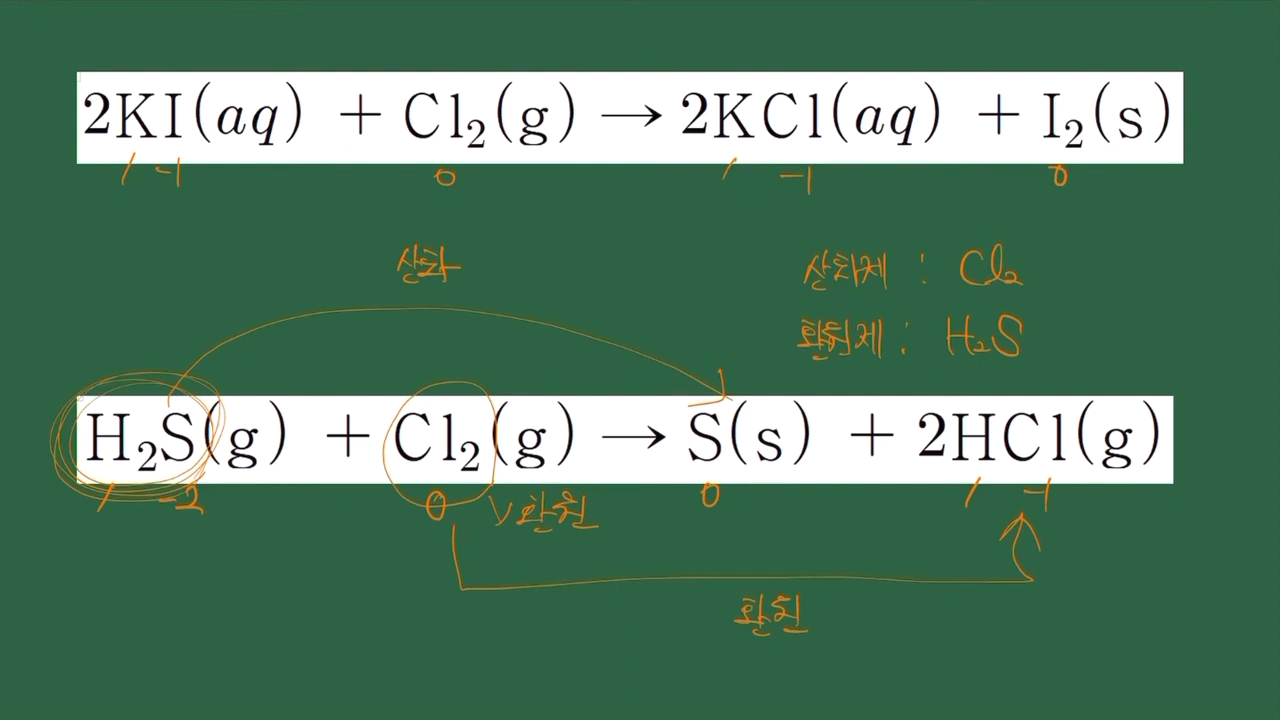 2KI(aq) + Cl₂(g) → 2KCl(aq) + I₂(s)
1 -1 0 1 -1 0
산화
산화제 : Cl₂
환원제 : H₂S
H₂S(g) + Cl₂(g) → S(s) + 2HCl(g)
1 -2 0 √환원 0 1 -1
환원